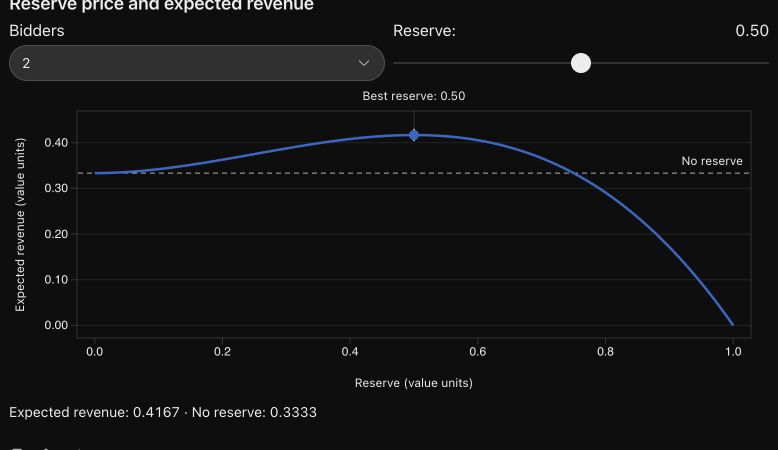 Reserve price and expected revenue
Bidders
Reserve: 0.50
2
Best reserve: 0.50
Expected revenue (value units)
0.40
0.30
0.20
0.10
0.00
No reserve
0.0 0.2 0.4 0.6 0.8 1.0
Reserve (value units)
Expected revenue: 0.4167 · No reserve: 0.3333